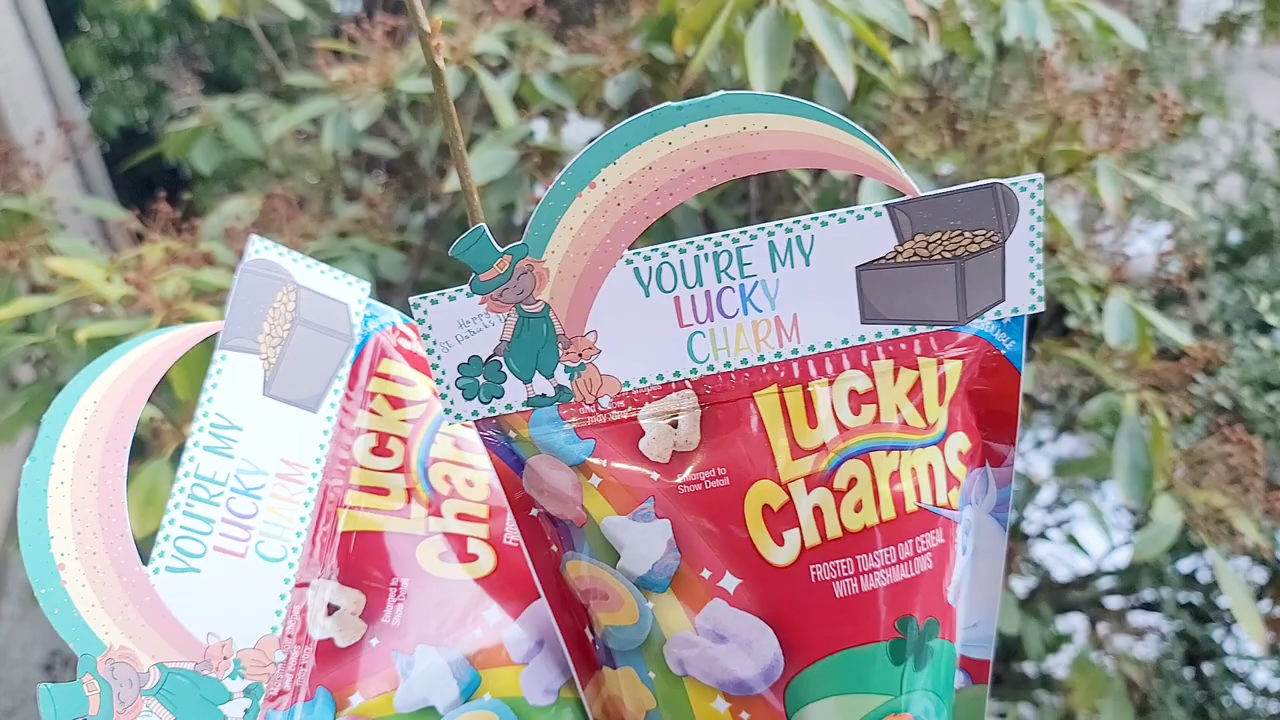 YOU'RE MY
LUCKY
CHARM
Happy
St. Patrick's
Lucky
Charms
FROSTED TOASTED OAT CEREAL
WITH MARSHMALLOWS
Enlarged to
Show Detail
YOU'RE MY
LUCKY
CHARM
Lucky
Char
Enlarged to
Show Detail